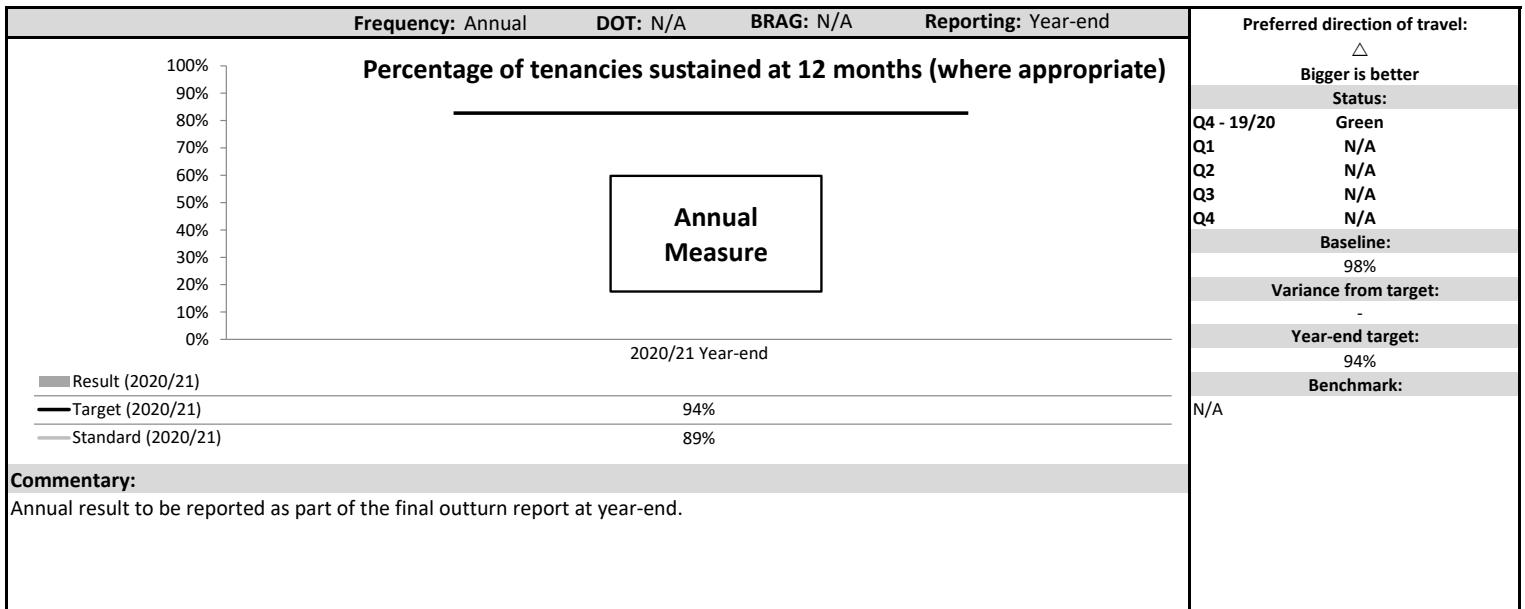 Frequency: Annual DOT: N/A BRAG: N/A Reporting: Year-end
Percentage of tenancies sustained at 12 months (where appropriate)
100%
90%
80%
70%
60%
50%
40%
30%
20%
10%
0%
Annual
Measure
2020/21 Year-end
Result (2020/21)
Target (2020/21) 94%
Standard (2020/21) 89%
Commentary:
Annual result to be reported as part of the final outturn report at year-end.
Preferred direction of travel:
△
Bigger is better
Status:
Q4 - 19/20 Green
Q1 N/A
Q2 N/A
Q3 N/A
Q4 N/A
Baseline:
98%
Variance from target:
-
Year-end target:
94%
Benchmark:
N/A